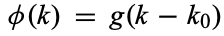 ϕ(k) = g(k − k₀)